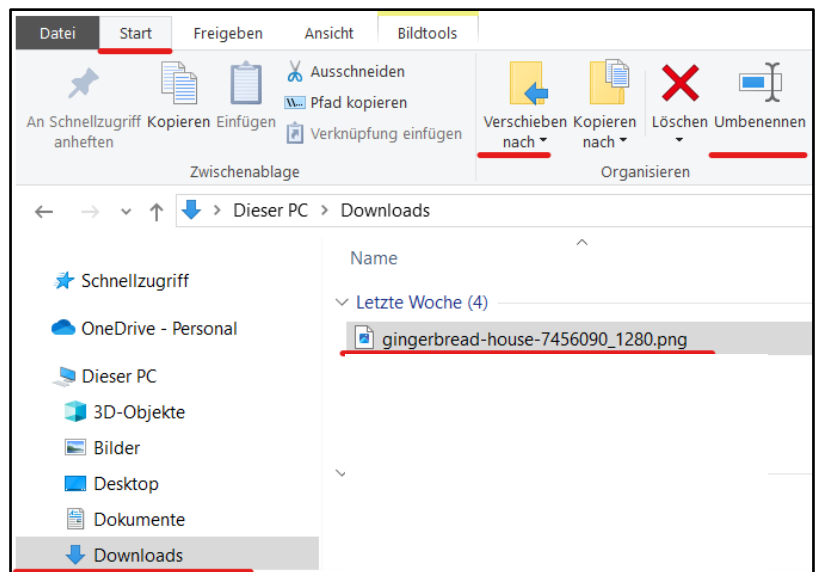 Datei Start Freigeben Ansicht Bildtools
An Schnellzugriff anheften
Kopieren
Einfügen
Ausschneiden
Pfad kopieren
Verknüpfung einfügen
Zwischenablage
Verschieben nach
Kopieren nach
Löschen
Umbenennen
Organisieren
Dieser PC > Downloads
Name
Schnellzugriff
OneDrive - Personal
Dieser PC
3D-Objekte
Bilder
Desktop
Dokumente
Downloads
Letzte Woche (4)
gingerbread-house-7456090_1280.png